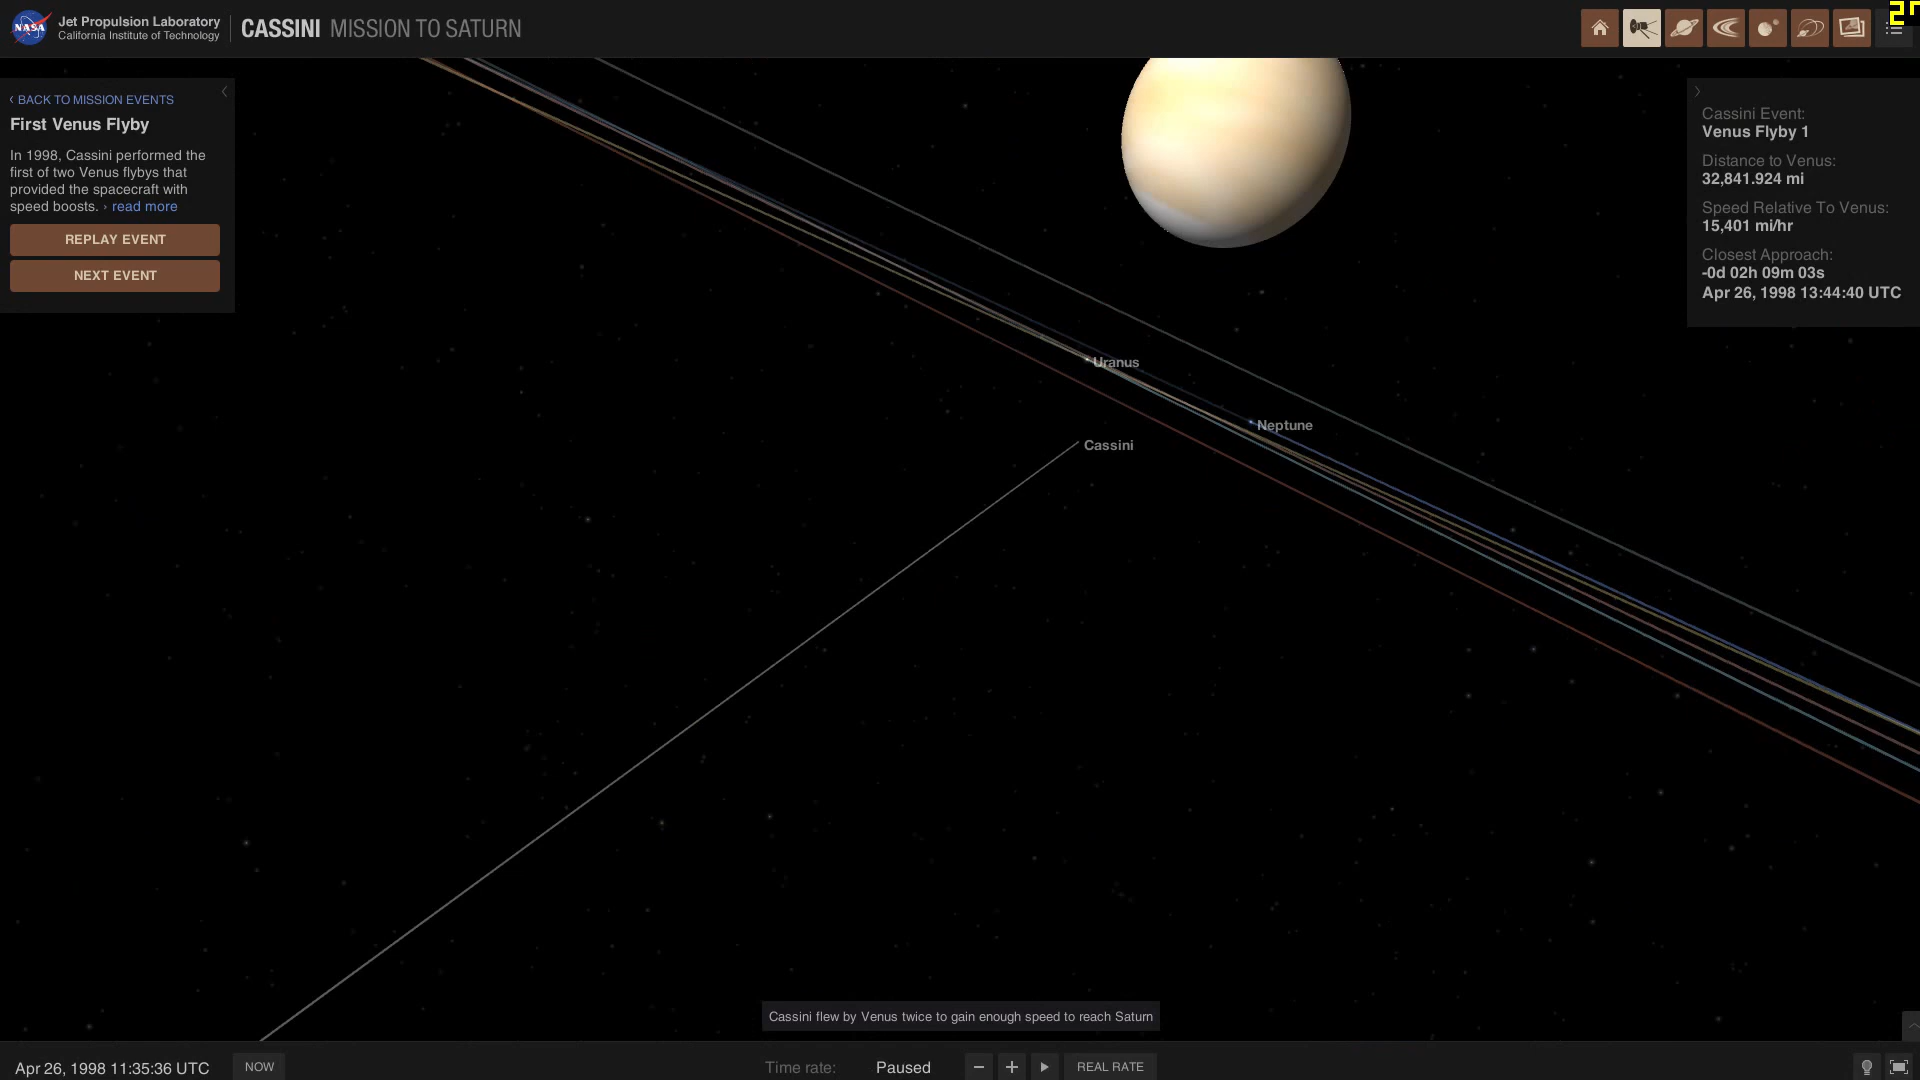 NASA
Jet Propulsion Laboratory
California Institute of Technology
CASSINI MISSION TO SATURN
‹ BACK TO MISSION EVENTS
First Venus Flyby
In 1998, Cassini performed the
first of two Venus flybys that
provided the spacecraft with
speed boosts. › read more
REPLAY EVENT
NEXT EVENT
Cassini Event:
Venus Flyby 1
Distance to Venus:
32,841.924 mi
Speed Relative To Venus:
15,401 mi/hr
Closest Approach:
-0d 02h 09m 03s
Apr 26, 1998 13:44:40 UTC
Uranus
Neptune
Cassini
Cassini flew by Venus twice to gain enough speed to reach Saturn
Apr 26, 1998 11:35:36 UTC
NOW
Time rate:
Paused
REAL RATE